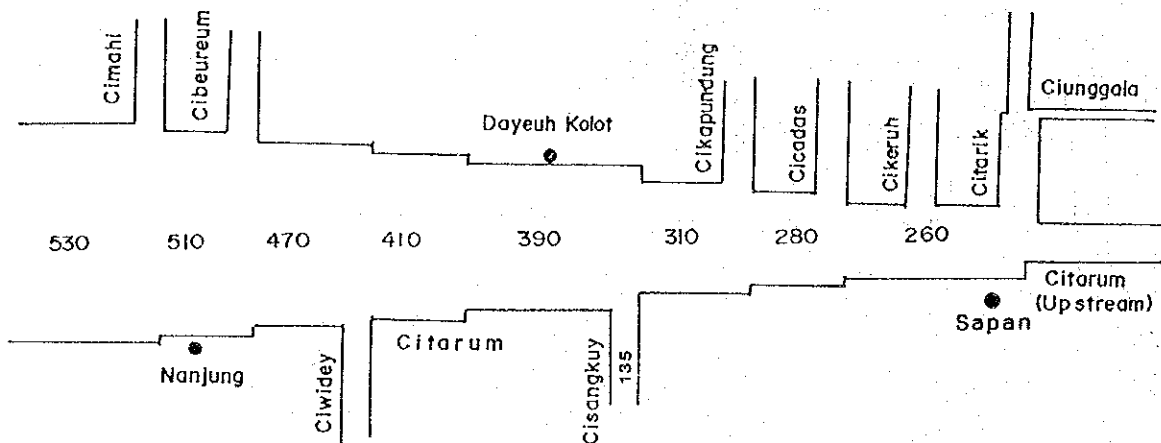 Cimahi
Cibeureum
Dayeuh Kolot
Cikapundung
Cicadas
Cikeruh
Citarik
Ciunggala
530
510
470
410
390
310
280
260
Citarum
(Upstream)
Sapan
Nanjung
Ciwidey
Citarum
Cisangkuy
135